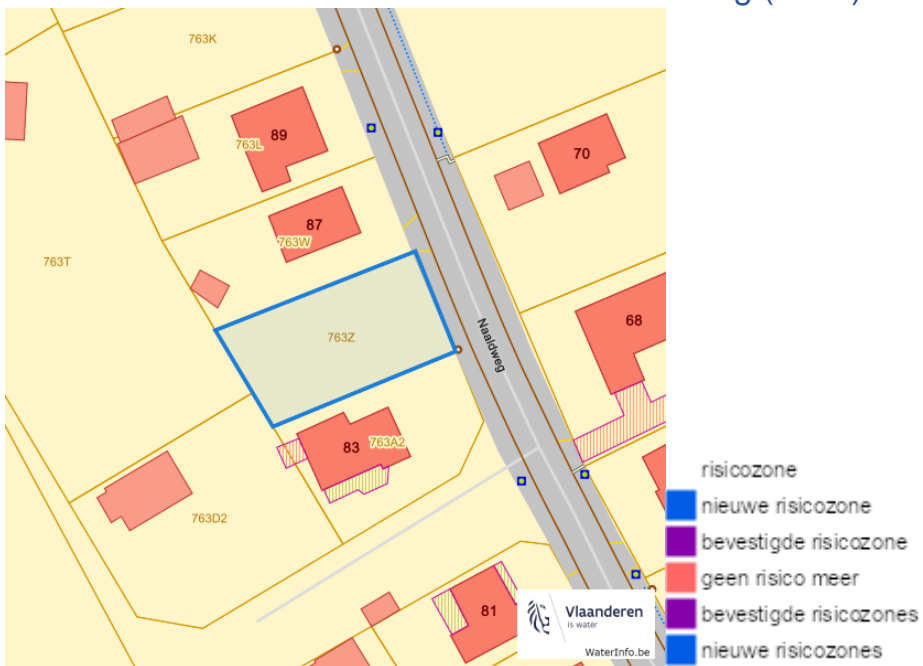 763K
89
763L
70
87
763W
763T
68
763Z
Naaldweg
83
763A2
763D2
81
Vlaanderen
is water
WaterInfo.be
risicozone
nieuwe risicozone
bevestigde risicozone
geen risico meer
bevestigde risicozones
nieuwe risicozones